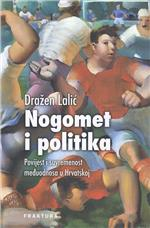 Dražen Lalić
Nogomet
i politika
Povijest i suvremenost
međuodnosa u Hrvatskoj
FRAKTURA